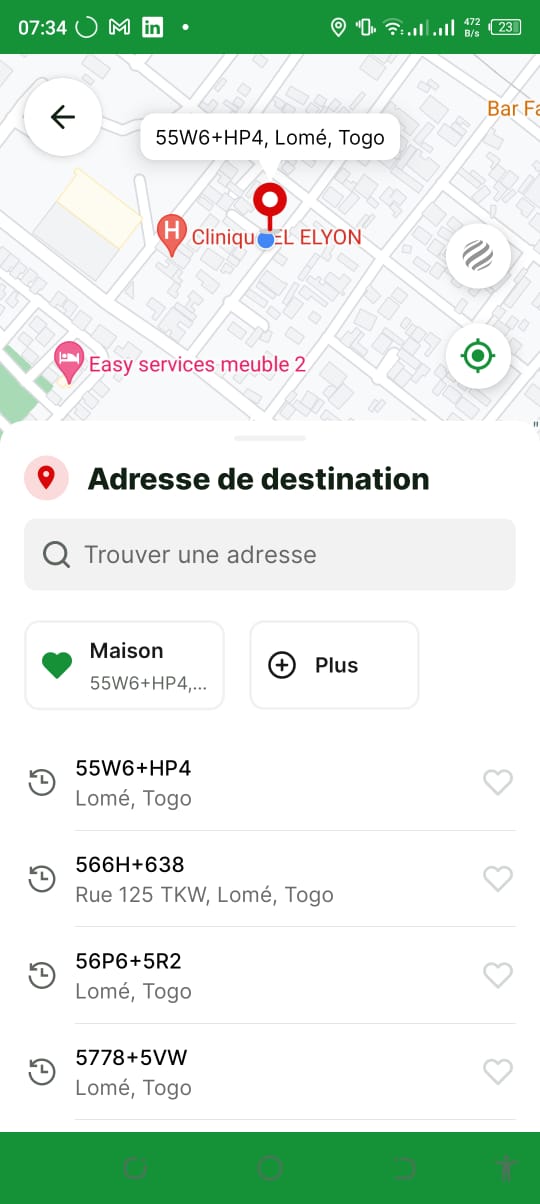 07:34
472
B/s
23
Bar Fa
55W6+HP4, Lomé, Togo
H
Cliniqu EL ELYON
Easy services meuble 2
Adresse de destination
Trouver une adresse
Maison
55W6+HP4,...
Plus
55W6+HP4
Lomé, Togo
566H+638
Rue 125 TKW, Lomé, Togo
56P6+5R2
Lomé, Togo
5778+5VW
Lomé, Togo